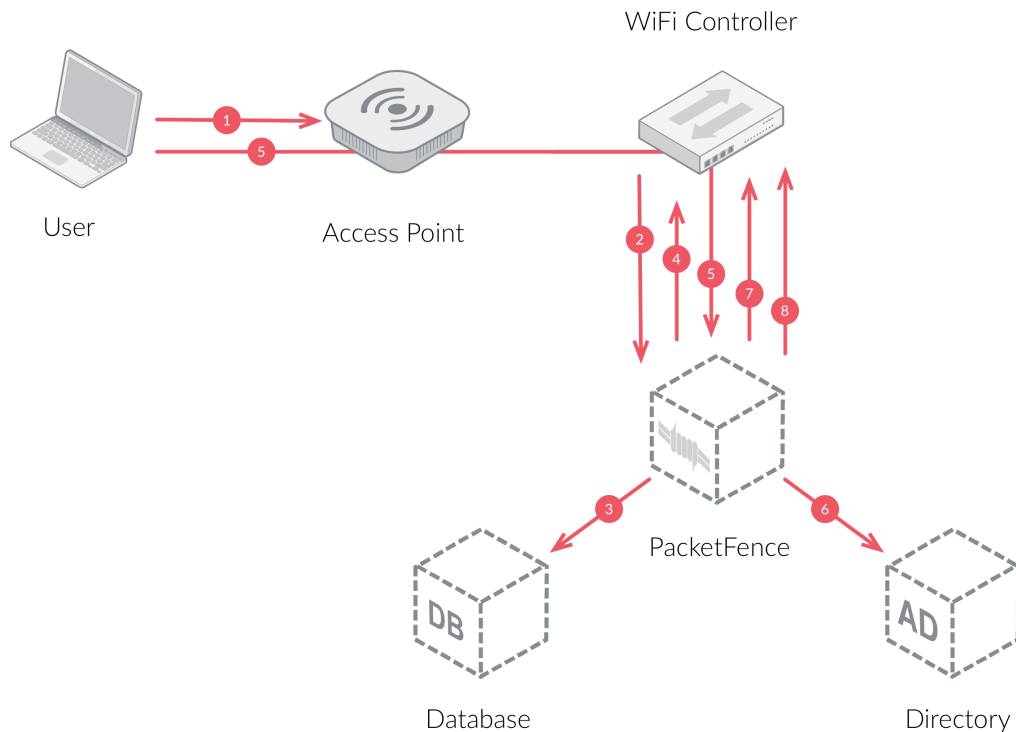 WiFi Controller
1
5
User
Access Point
2
4
5
7
8
3
PacketFence
6
DB
AD
Database
Directory